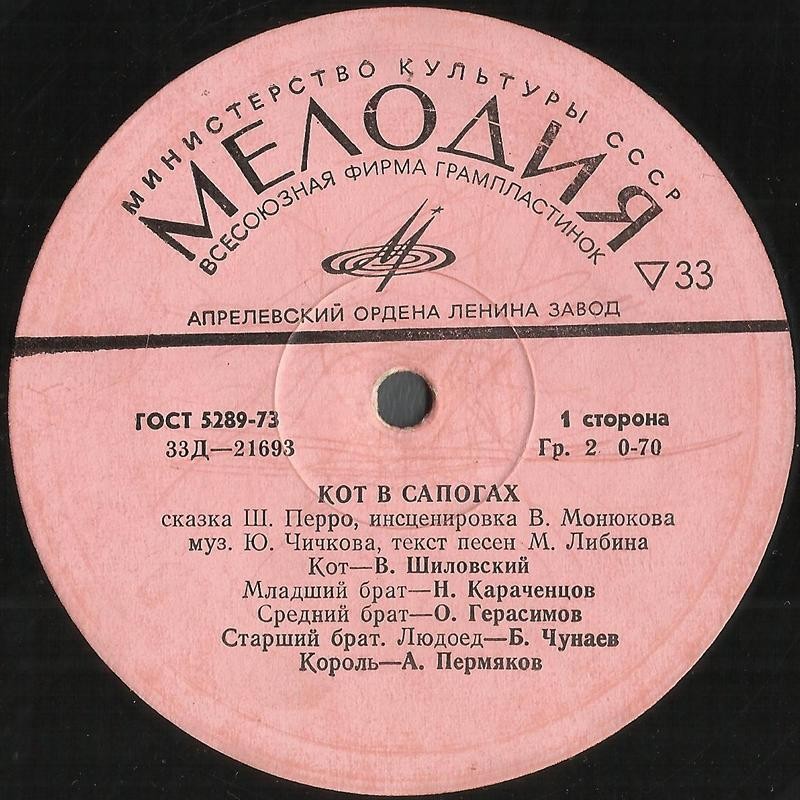 МИНИСТЕРСТВО КУЛЬТУРЫ СССР
МЕЛОДИЯ
ВСЕСОЮЗНАЯ ФИРМА ГРАМПЛАСТИНОК
▽33
АПРЕЛЕВСКИЙ ОРДЕНА ЛЕНИНА ЗАВОД
ГОСТ 5289-73
1 сторона
33Д—21693
Гр. 2 0-70
КОТ В САПОГАХ
сказка Ш. Перро, инсценировка В. Монюкова
муз. Ю. Чичкова, текст песен М. Либина
Кот—В. Шиловский
Младший брат—Н. Караченцов
Средний брат—О. Герасимов
Старший брат. Людоед—Б. Чунаев
Король—А. Пермяков